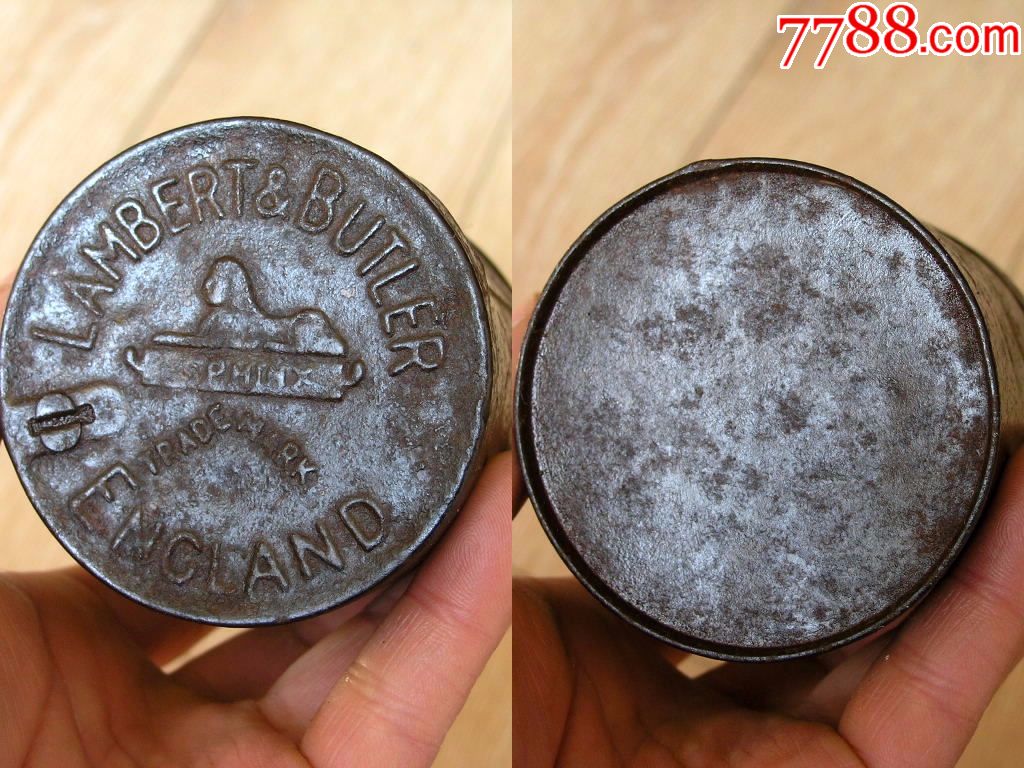 7788.com
LAMBERT & BUTLER
SPHINX
TRADE MARK
ENGLAND